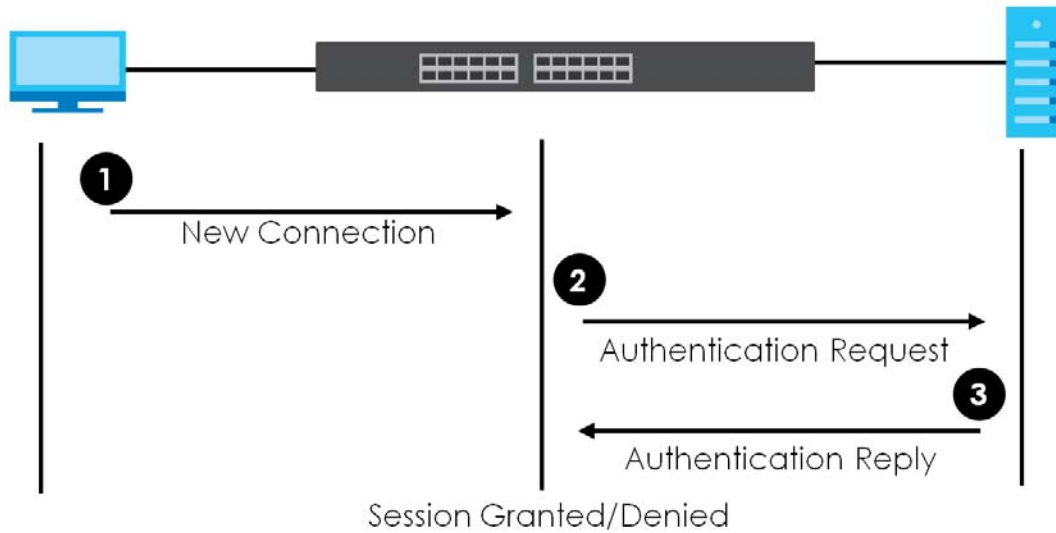 1
New Connection
2
Authentication Request
3
Authentication Reply
Session Granted/Denied